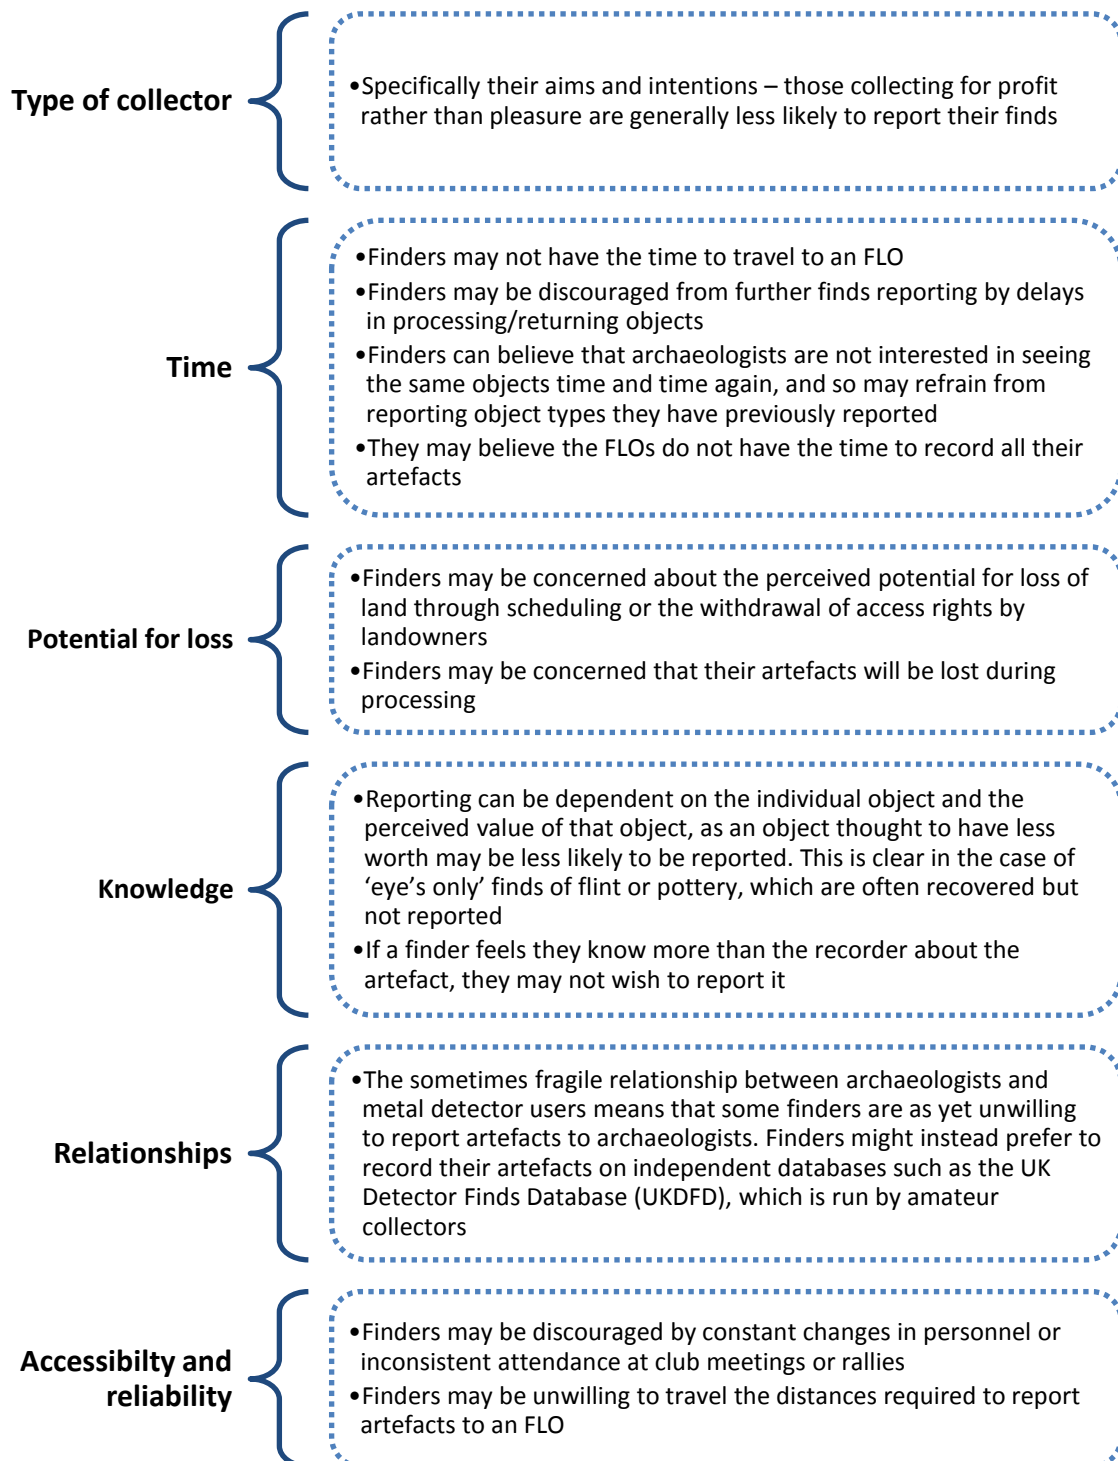 Type of collector
•Specifically their aims and intentions – those collecting for profit
rather than pleasure are generally less likely to report their finds
Time
•Finders may not have the time to travel to an FLO
•Finders may be discouraged from further finds reporting by delays
in processing/returning objects
•Finders can believe that archaeologists are not interested in seeing
the same objects time and time again, and so may refrain from
reporting object types they have previously reported
•They may believe the FLOs do not have the time to record all their
artefacts
Potential for loss
•Finders may be concerned about the perceived potential for loss of
land through scheduling or the withdrawal of access rights by
landowners
•Finders may be concerned that their artefacts will be lost during
processing
Knowledge
•Reporting can be dependent on the individual object and the
perceived value of that object, as an object thought to have less
worth may be less likely to be reported. This is clear in the case of
‘eye’s only’ finds of flint or pottery, which are often recovered but
not reported
•If a finder feels they know more than the recorder about the
artefact, they may not wish to report it
Relationships
•The sometimes fragile relationship between archaeologists and
metal detector users means that some finders are as yet unwilling
to report artefacts to archaeologists. Finders might instead prefer to
record their artefacts on independent databases such as the UK
Detector Finds Database (UKDFD), which is run by amateur
collectors
Accessibilty and
reliability
•Finders may be discouraged by constant changes in personnel or
inconsistent attendance at club meetings or rallies
•Finders may be unwilling to travel the distances required to report
artefacts to an FLO